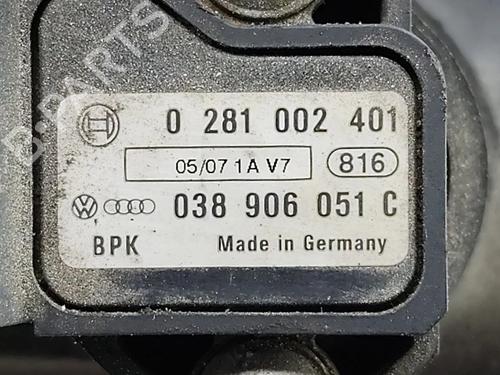 B-PARTS
0 281 002 401
05/07 1A V7 816
038 906 051 C
BPK Made in Germany